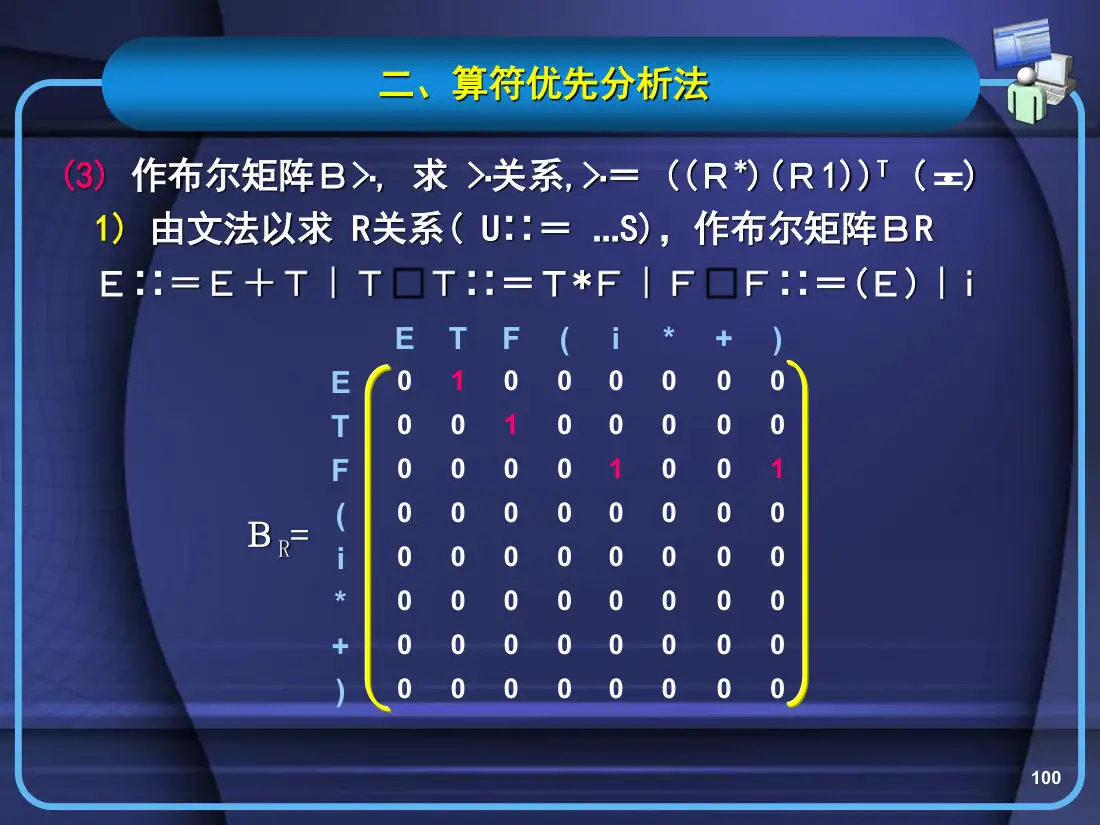 二、算符优先分析法
(3) 作布尔矩阵B⋗, 求 ⋗关系,⋗＝ ((R*)(R1))ᵀ (≐)
1) 由文法以求 R关系( U∷＝ …S), 作布尔矩阵BR
E∷＝E＋T｜T□T∷＝T*F｜F□F∷＝(E)｜i
E T F ( i * + )
E 0 1 0 0 0 0 0 0
T 0 0 1 0 0 0 0 0
F 0 0 0 0 1 0 0 1
( 0 0 0 0 0 0 0 0
B R=
i 0 0 0 0 0 0 0 0
* 0 0 0 0 0 0 0 0
+ 0 0 0 0 0 0 0 0
) 0 0 0 0 0 0 0 0
100